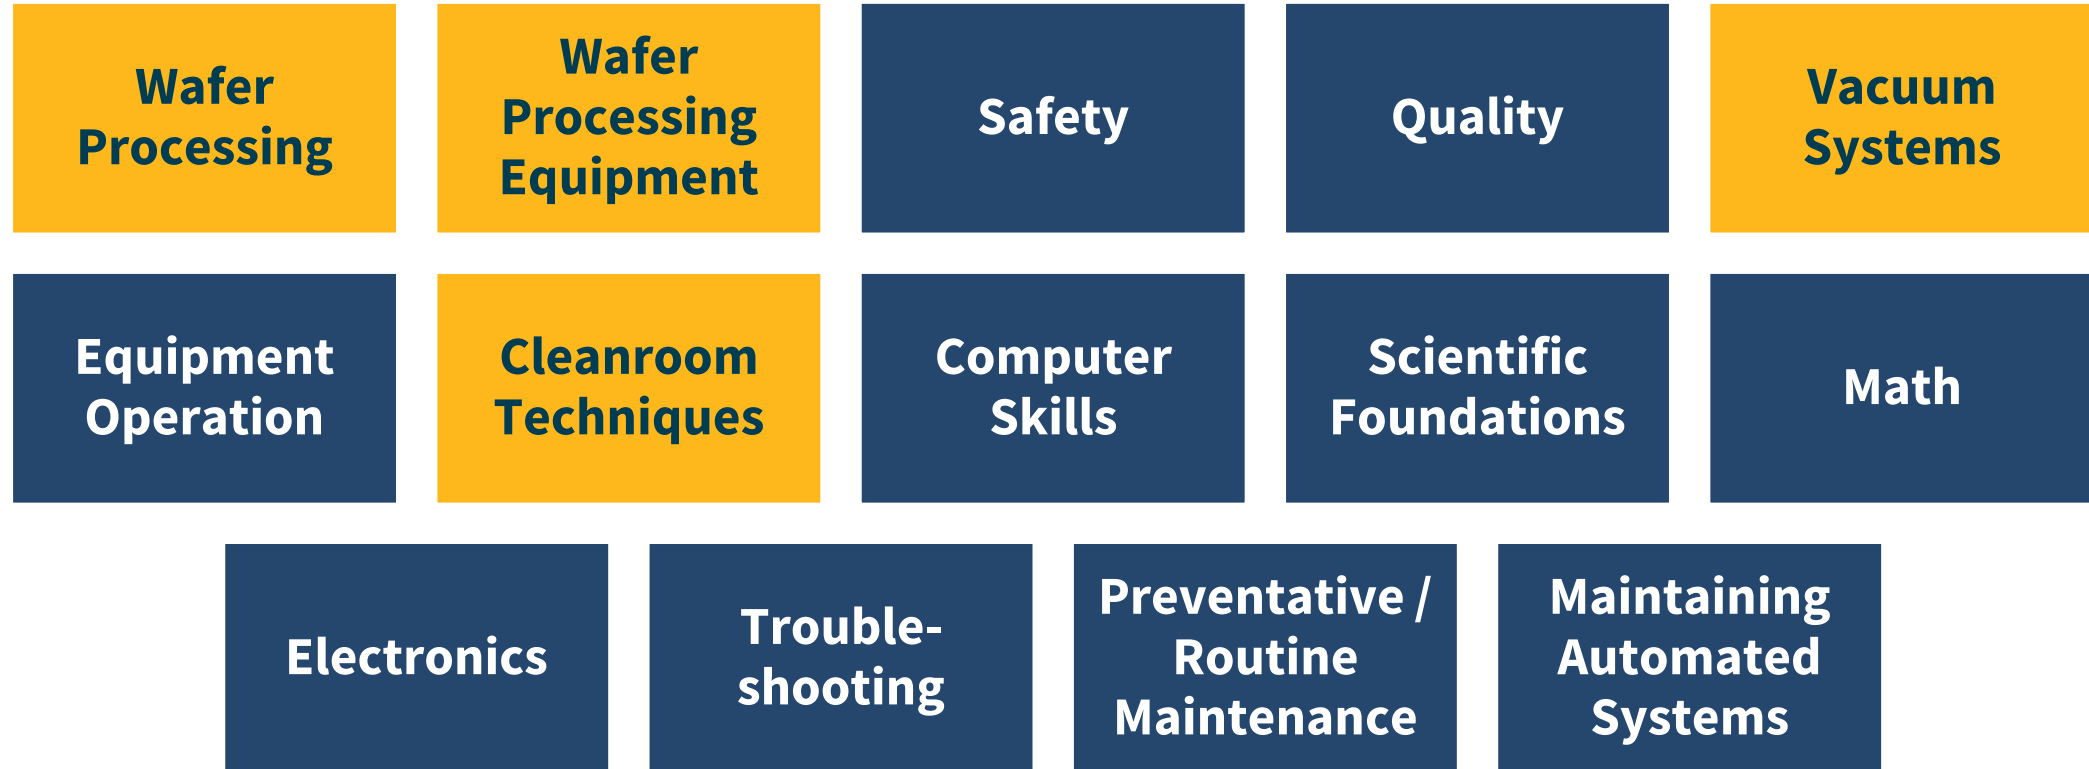 Wafer
Processing
Wafer
Processing
Equipment
Safety
Quality
Vacuum
Systems
Equipment
Operation
Cleanroom
Techniques
Computer
Skills
Scientific
Foundations
Math
Electronics
Trouble-
shooting
Preventative /
Routine
Maintenance
Maintaining
Automated
Systems